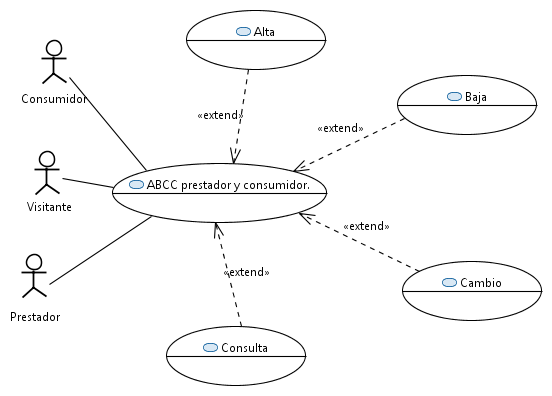 Alta
Consumidor
Baja
«extend»
«extend»
Visitante
ABCC prestador y consumidor.
«extend»
Prestador
«extend»
Cambio
Consulta